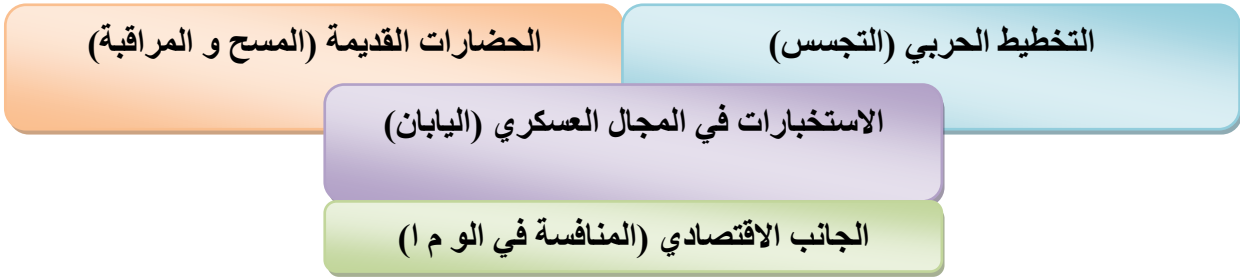 التخطيط الحربي (التجسس)
الحضارات القديمة (المسح و المراقبة)
الاستخبارات في المجال العسكري (اليابان)
الجانب الاقتصادي (المنافسة في الو م ا)